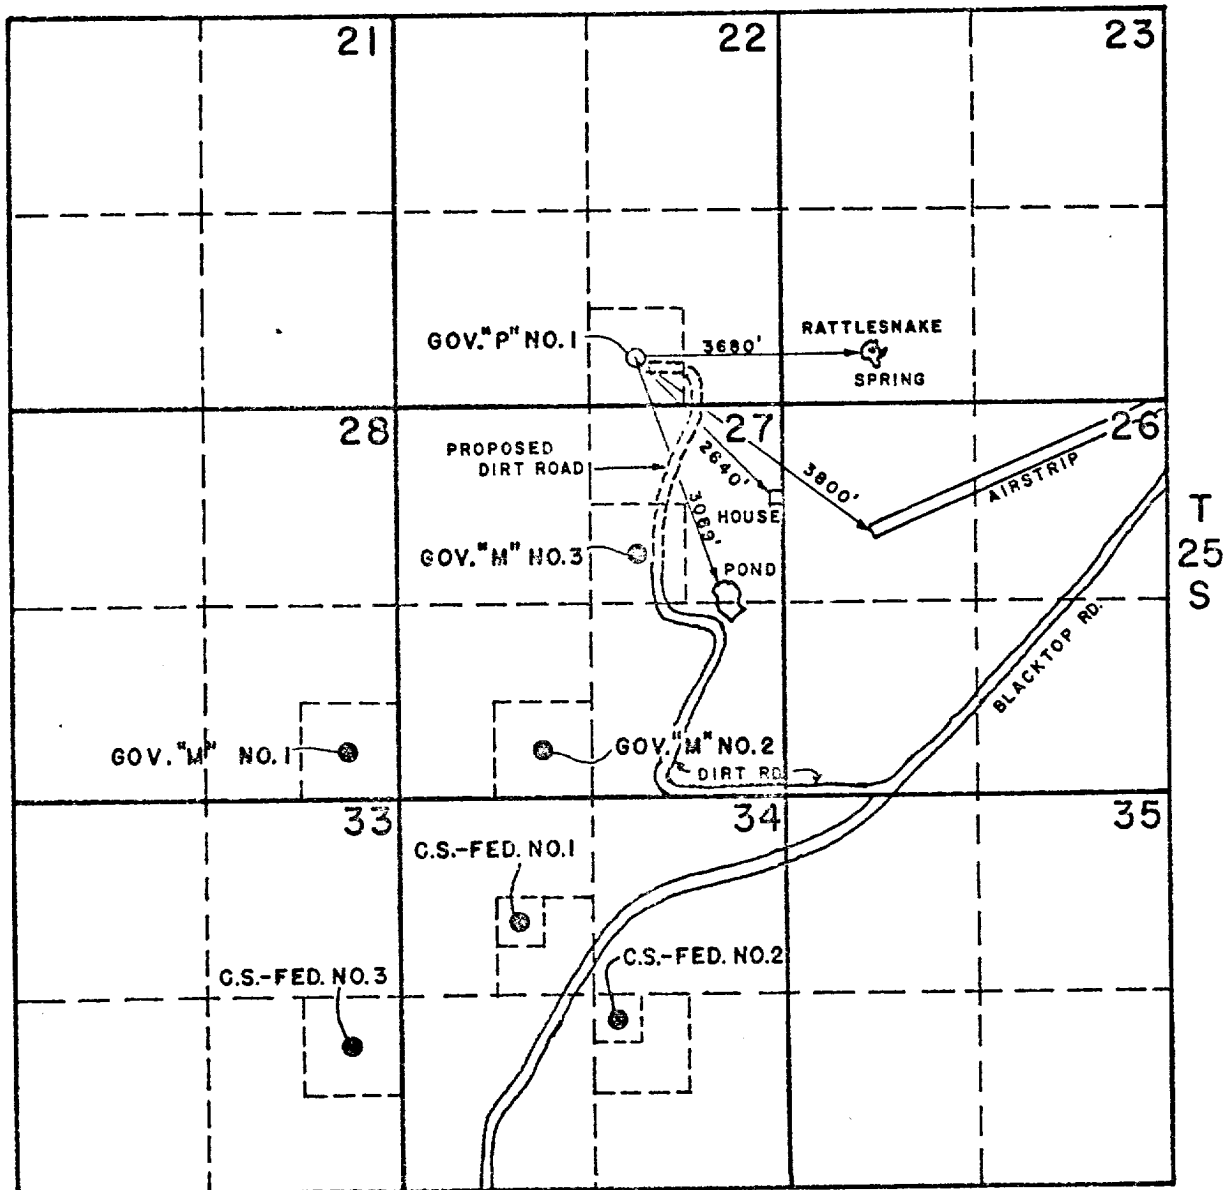 21
22
23
GOV. "P" NO. 1
3680'
RATTLESNAKE
SPRING
28
27
26
PROPOSED
DIRT ROAD
2640'
3800'
AIRSTRIP
HOUSE
3069'
GOV. "M" NO. 3
POND
T
25
S
BLACKTOP RD.
GOV. "M" NO. 1
GOV. "M" NO. 2
DIRT RD.
33
34
35
C.S.-FED. NO. 1
C.S.-FED. NO. 2
C.S.-FED. NO. 3